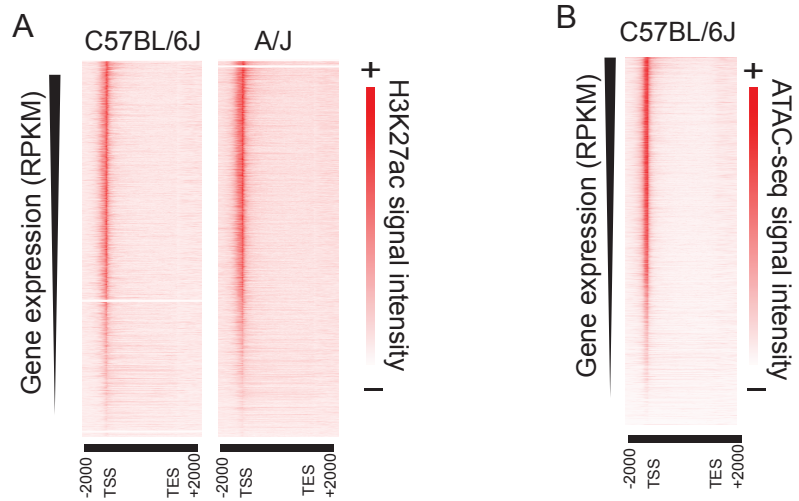 A
C57BL/6J
A/J
Gene expression (RPKM)
+
H3K27ac signal intensity
–
-2000
TSS
TES
+2000
-2000
TSS
TES
+2000
B
C57BL/6J
Gene expression (RPKM)
+
ATAC-seq signal intensity
–
-2000
TSS
TES
+2000